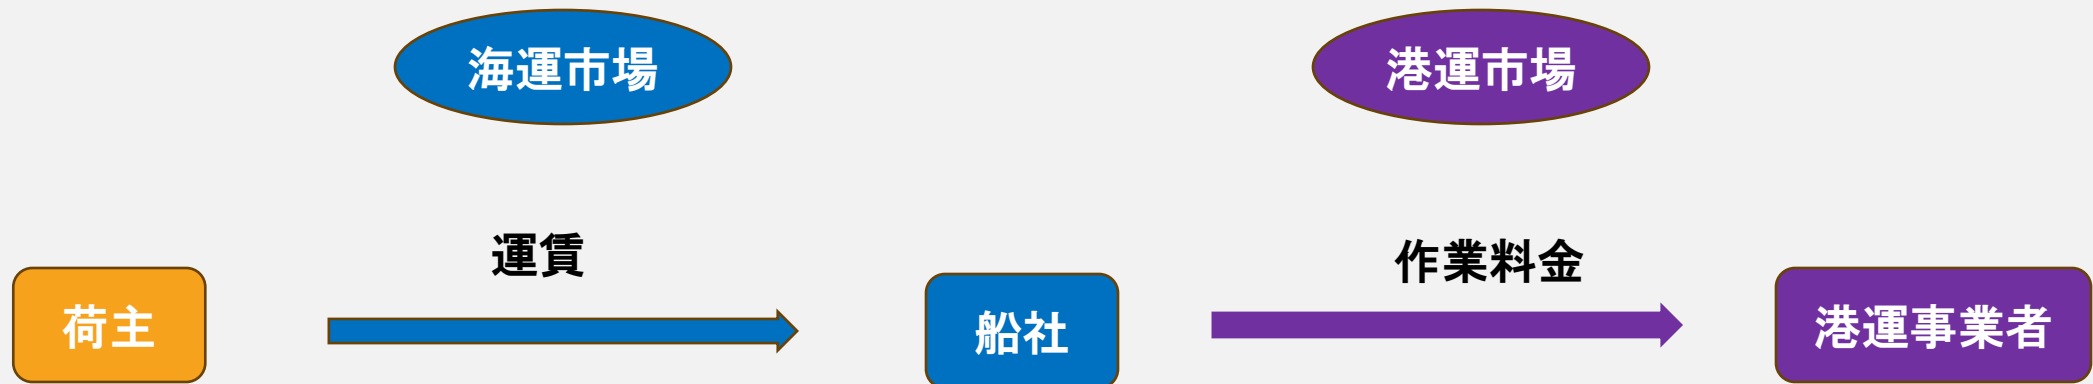 海運市場
港運市場
運賃
作業料金
荷主
船社
港運事業者